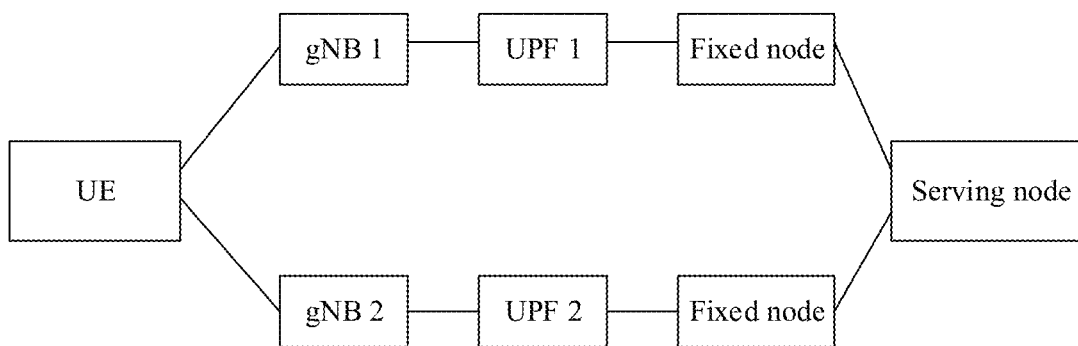 gNB 1
UPF 1
Fixed node
UE
Serving node
gNB 2
UPF 2
Fixed node